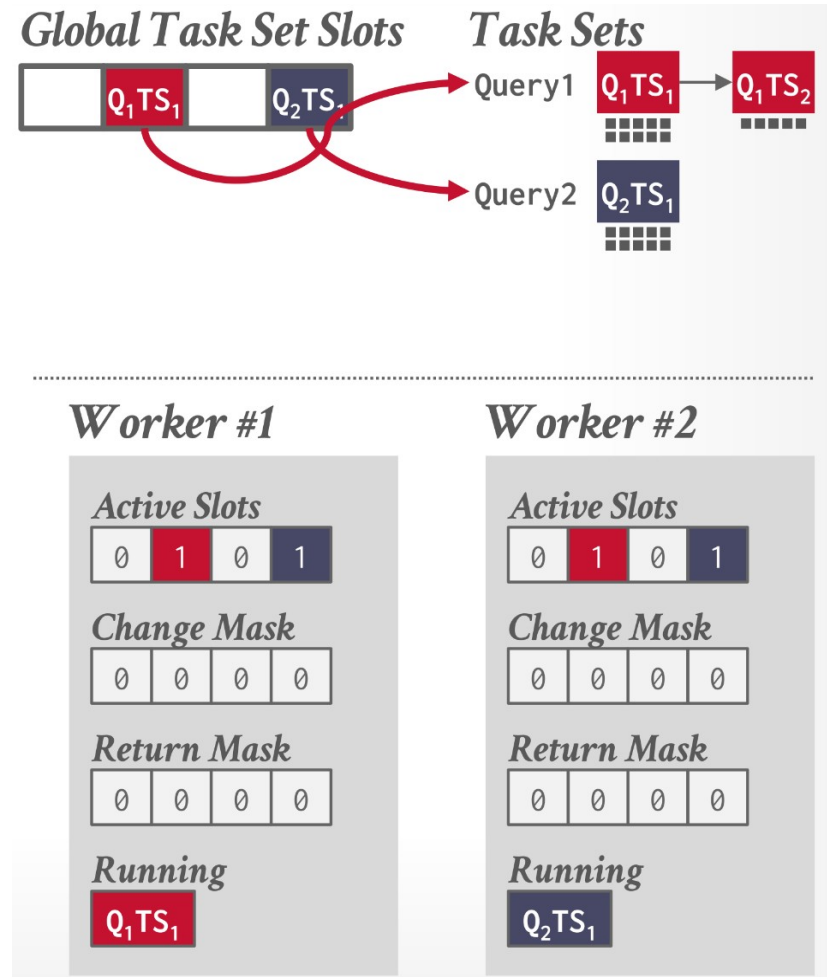 Global Task Set Slots
Task Sets
Q₁TS₁ Q₂TS₁
Query1 Q₁TS₁ Q₁TS₂
Query2 Q₂TS₁
Worker #1
Active Slots
0 1 0 1
Change Mask
0 0 0 0
Return Mask
0 0 0 0
Running
Q₁TS₁
Worker #2
Active Slots
0 1 0 1
Change Mask
0 0 0 0
Return Mask
0 0 0 0
Running
Q₂TS₁